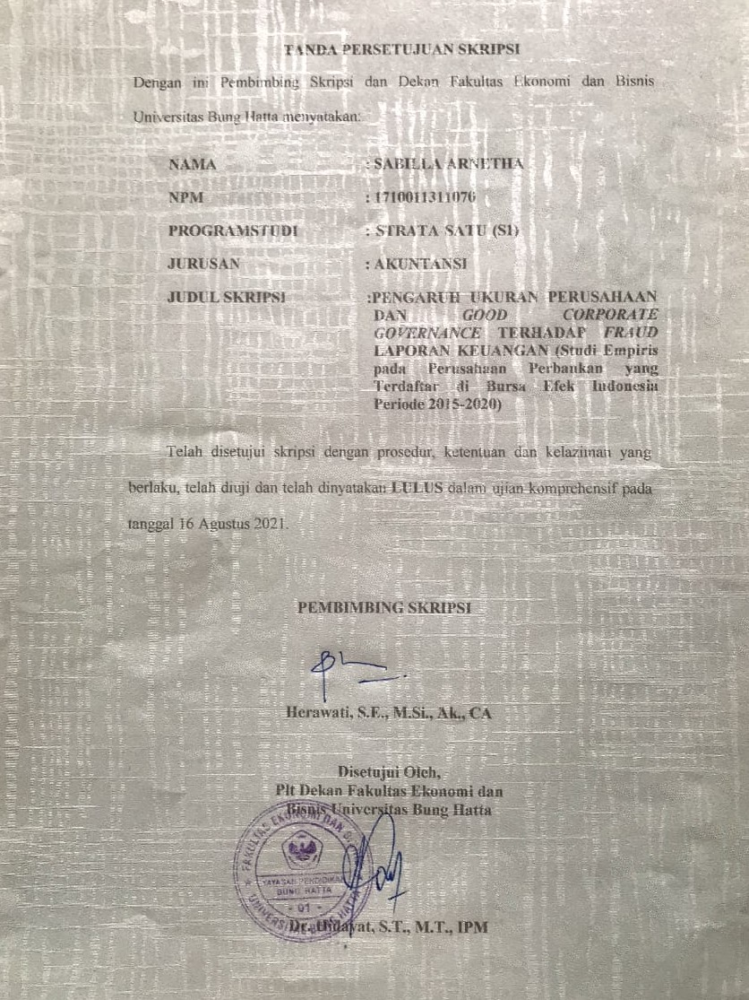 TANDA PERSETUJUAN SKRIPSI
Dengan ini Pembimbing Skripsi dan Dekan Fakultas Ekonomi dan Bisnis
Universitas Bung Hatta menyatakan:
NAMA : SABILLA ARNETHA
NPM : 1710011311076
PROGRAMSTUDI : STRATA SATU (S1)
JURUSAN : AKUNTANSI
JUDUL SKRIPSI :PENGARUH UKURAN PERUSAHAAN
DAN GOOD CORPORATE
GOVERNANCE TERHADAP FRAUD
LAPORAN KEUANGAN (Studi Empiris
pada Perusahaan Perbankan yang
Terdaftar di Bursa Efek Indonesia
Periode 2015-2020)
Telah disetujui skripsi dengan prosedur, ketentuan dan kelaziman yang
berlaku, telah diuji dan telah dinyatakan LULUS dalam ujian komprehensif pada
tanggal 16 Agustus 2021.
PEMBIMBING SKRIPSI
Herawati, S.E., M.Si., Ak., CA
Disetujui Oleh,
Plt Dekan Fakultas Ekonomi dan
Bisnis Universitas Bung Hatta
FAKULTAS EKONOMI DAN
YAYASAN PENDIDIKAN
BUNG HATTA
- 01 -
UNIVERSITAS BUNG HATTA
Dr. Hidayat, S.T., M.T., IPM